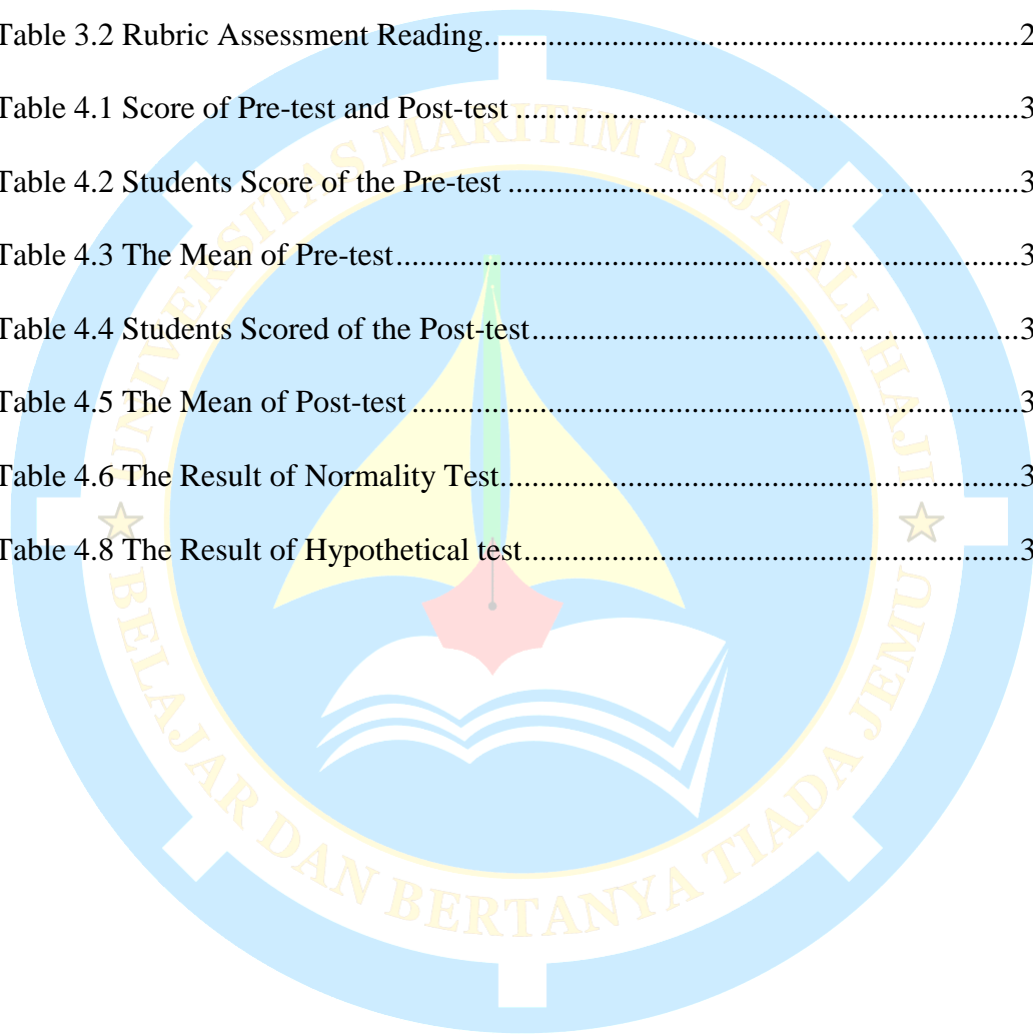 Table 3.2 Rubric Assessment Reading.......................................................................2
Table 4.1 Score of Pre-test and Post-test ...................................................................3
Table 4.2 Students Score of the Pre-test ....................................................................3
Table 4.3 The Mean of Pre-test..................................................................................3
Table 4.4 Students Scored of the Post-test.................................................................3
Table 4.5 The Mean of Post-test ................................................................................3
Table 4.6 The Result of Normality Test.....................................................................3
Table 4.8 The Result of Hypothetical test..................................................................3
UNIVERSITAS MARITIM RAJA ALI HAJI
BELAJAR DAN BERTANYA TIADA JEMU